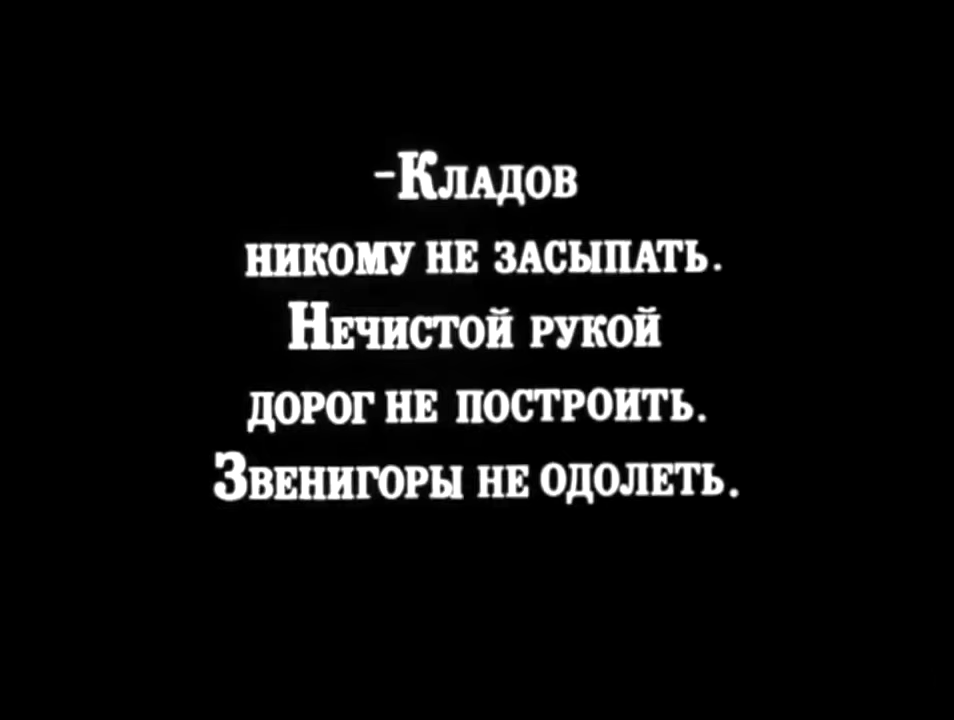 -Кладов
никому не засыпать.
Нечистой рукой
дорог не построить.
Звенигоры не одолеть.